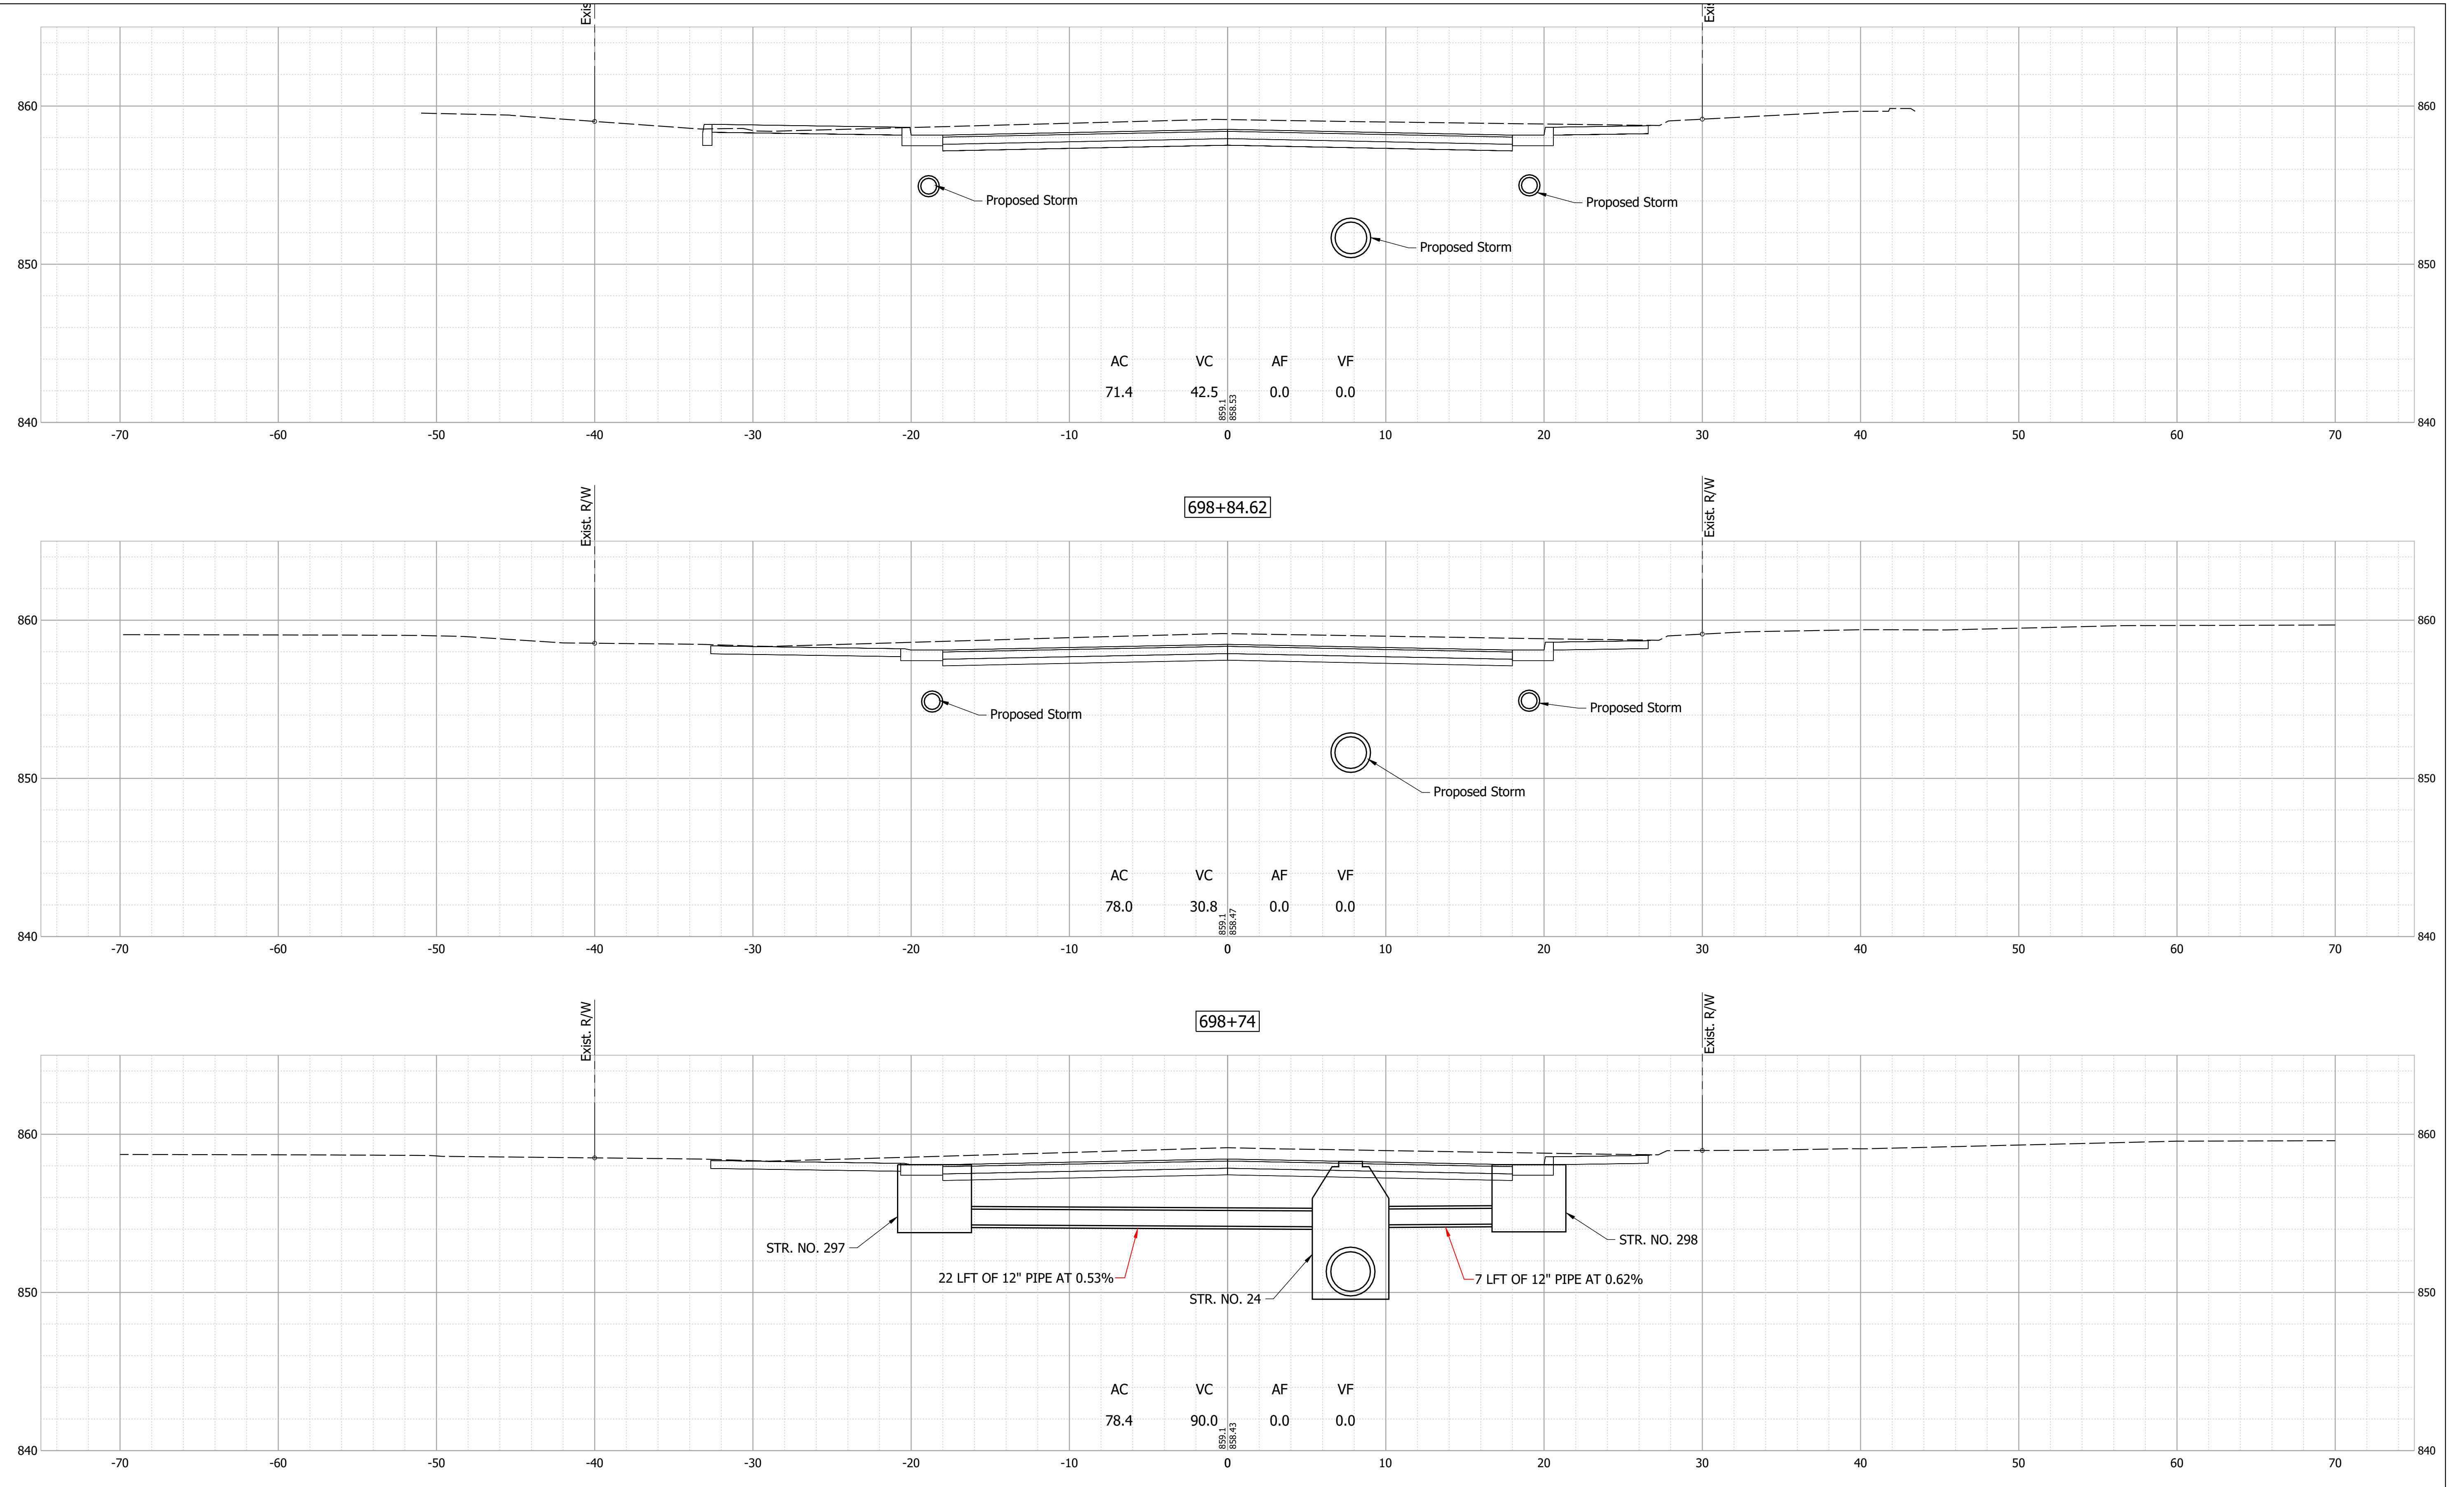 Exis
Exis
860
860
Proposed Storm
Proposed Storm
Proposed Storm
850
850
AC VC AF VF
71.4 42.5 0.0 0.0
859.1
858.53
840
840
-70 -60 -50 -40 -30 -20 -10 0 10 20 30 40 50 60 70
Exist. R/W
698+84.62
Exist. R/W
860
860
Proposed Storm
Proposed Storm
850
850
Proposed Storm
AC VC AF VF
78.0 30.8 0.0 0.0
859.1
858.47
840
840
-70 -60 -50 -40 -30 -20 -10 0 10 20 30 40 50 60 70
Exist. R/W
698+74
Exist. R/W
860
860
STR. NO. 297
STR. NO. 298
22 LFT OF 12" PIPE AT 0.53%
7 LFT OF 12" PIPE AT 0.62%
850
850
STR. NO. 24
AC VC AF VF
78.4 90.0 0.0 0.0
859.1
858.43
840
840
-70 -60 -50 -40 -30 -20 -10 0 10 20 30 40 50 60 70